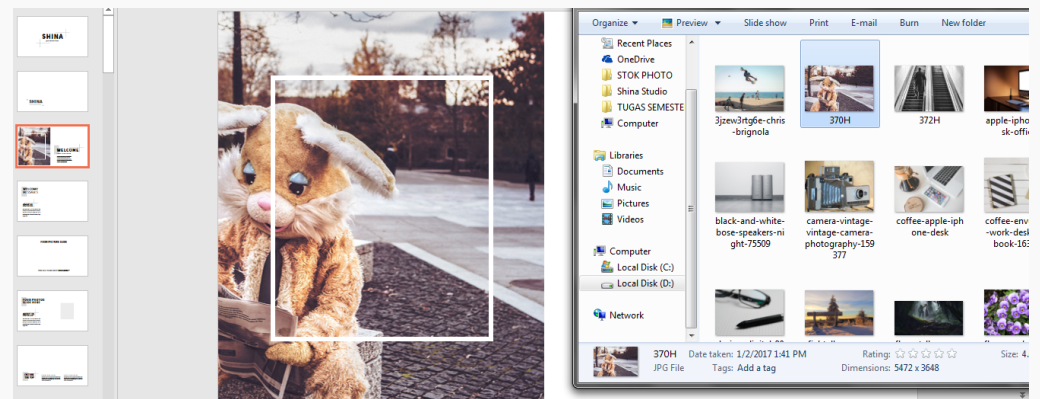 SHINA
SHINA
WELCOME
Organize
Preview
Slide show
Print
E-mail
Burn
New folder
Recent Places
OneDrive
STOK PHOTO
Shina Studio
TUGAS SEMESTE
Computer
Libraries
Documents
Music
Pictures
Videos
Computer
Local Disk (C:)
Local Disk (D:)
Network
3jzew3rtg6e-chris
-brignola
370H
372H
apple-ipho
sk-offi
black-and-white-
bose-speakers-ni
ght-75509
camera-vintage-
vintage-camera-
photography-159
377
coffee-apple-iph
one-desk
coffee-env
-work-desk
book-163
370H
Date taken: 1/2/2017 1:41 PM
Rating:
Size: 4.
JPG File
Tags: Add a tag
Dimensions: 5472 x 3648